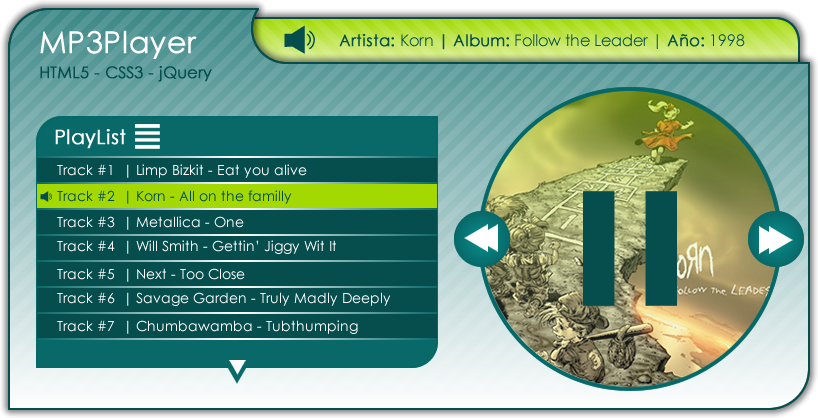 MP3Player
HTML5 - CSS3 - jQuery
Artista: Korn | Album: Follow the Leader | Año: 1998
PlayList
Track #1 | Limp Bizkit - Eat you alive
Track #2 | Korn - All on the familly
Track #3 | Metallica - One
Track #4 | Will Smith - Gettin’ Jiggy Wit It
Track #5 | Next - Too Close
Track #6 | Savage Garden - Truly Madly Deeply
Track #7 | Chumbawamba - Tubthumping
KoЯn
Follow the Leader